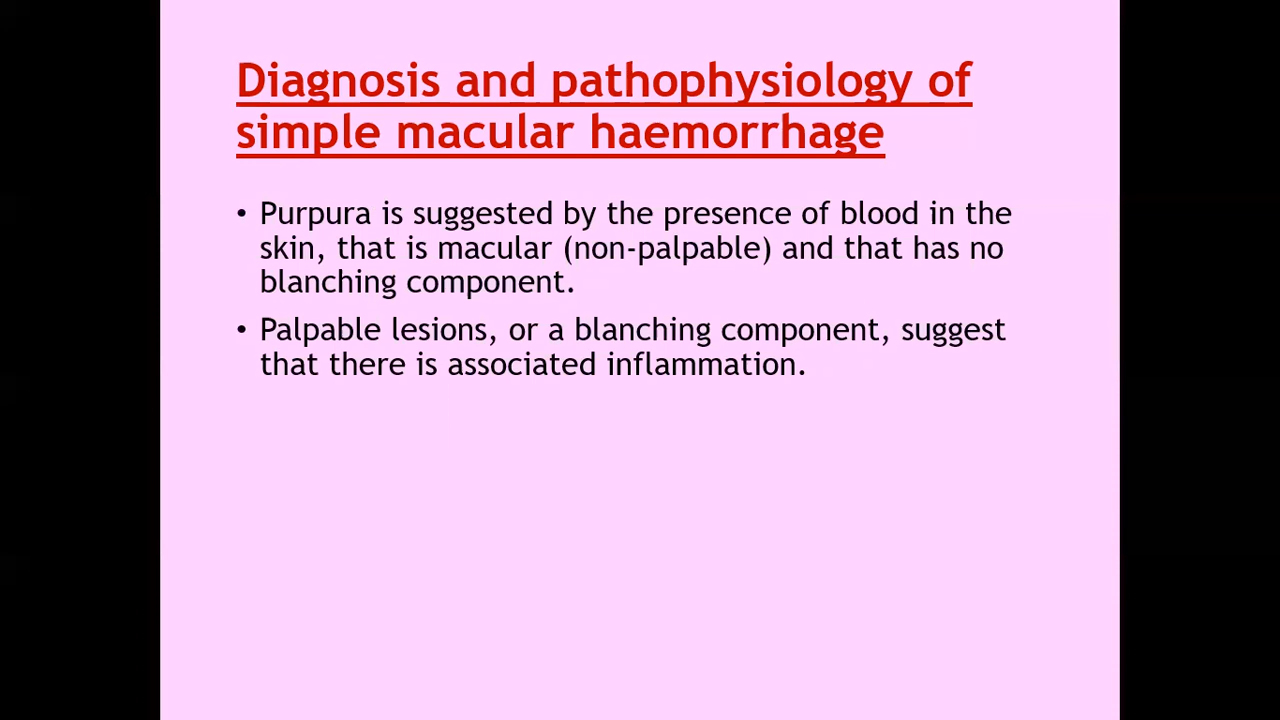 Diagnosis and pathophysiology of
simple macular haemorrhage
• Purpura is suggested by the presence of blood in the
skin, that is macular (non-palpable) and that has no
blanching component.
• Palpable lesions, or a blanching component, suggest
that there is associated inflammation.